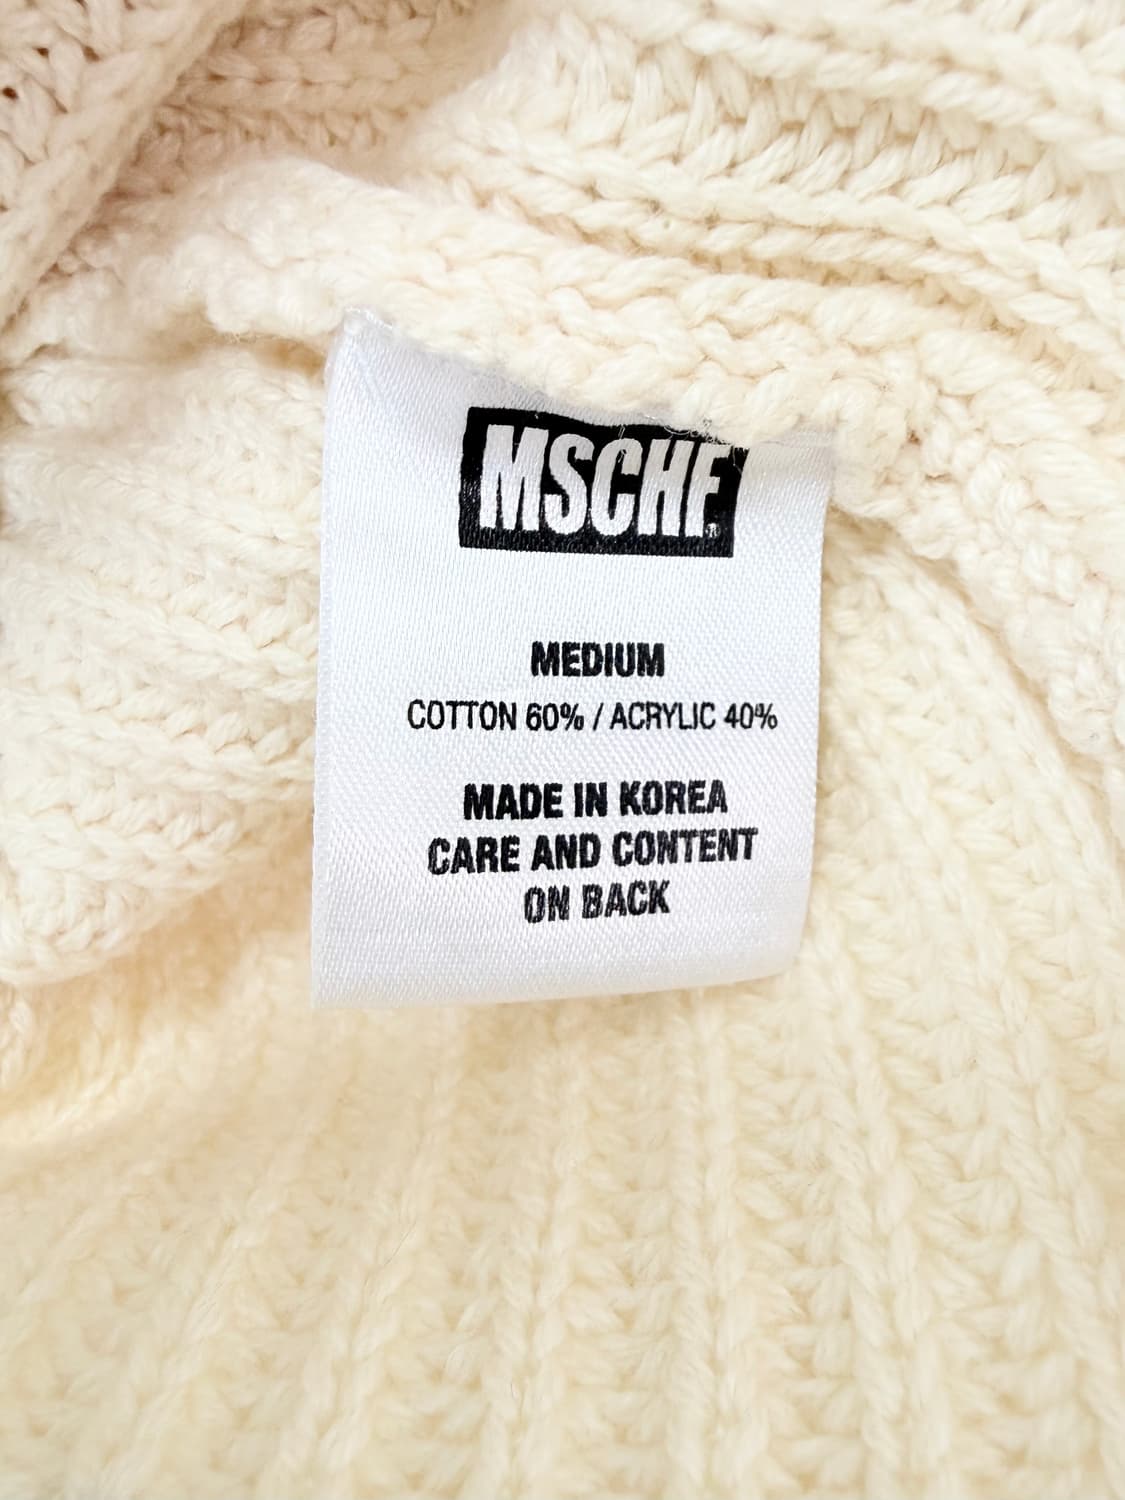 MSCHF®
MEDIUM
COTTON 60% / ACRYLIC 40%
MADE IN KOREA
CARE AND CONTENT
ON BACK